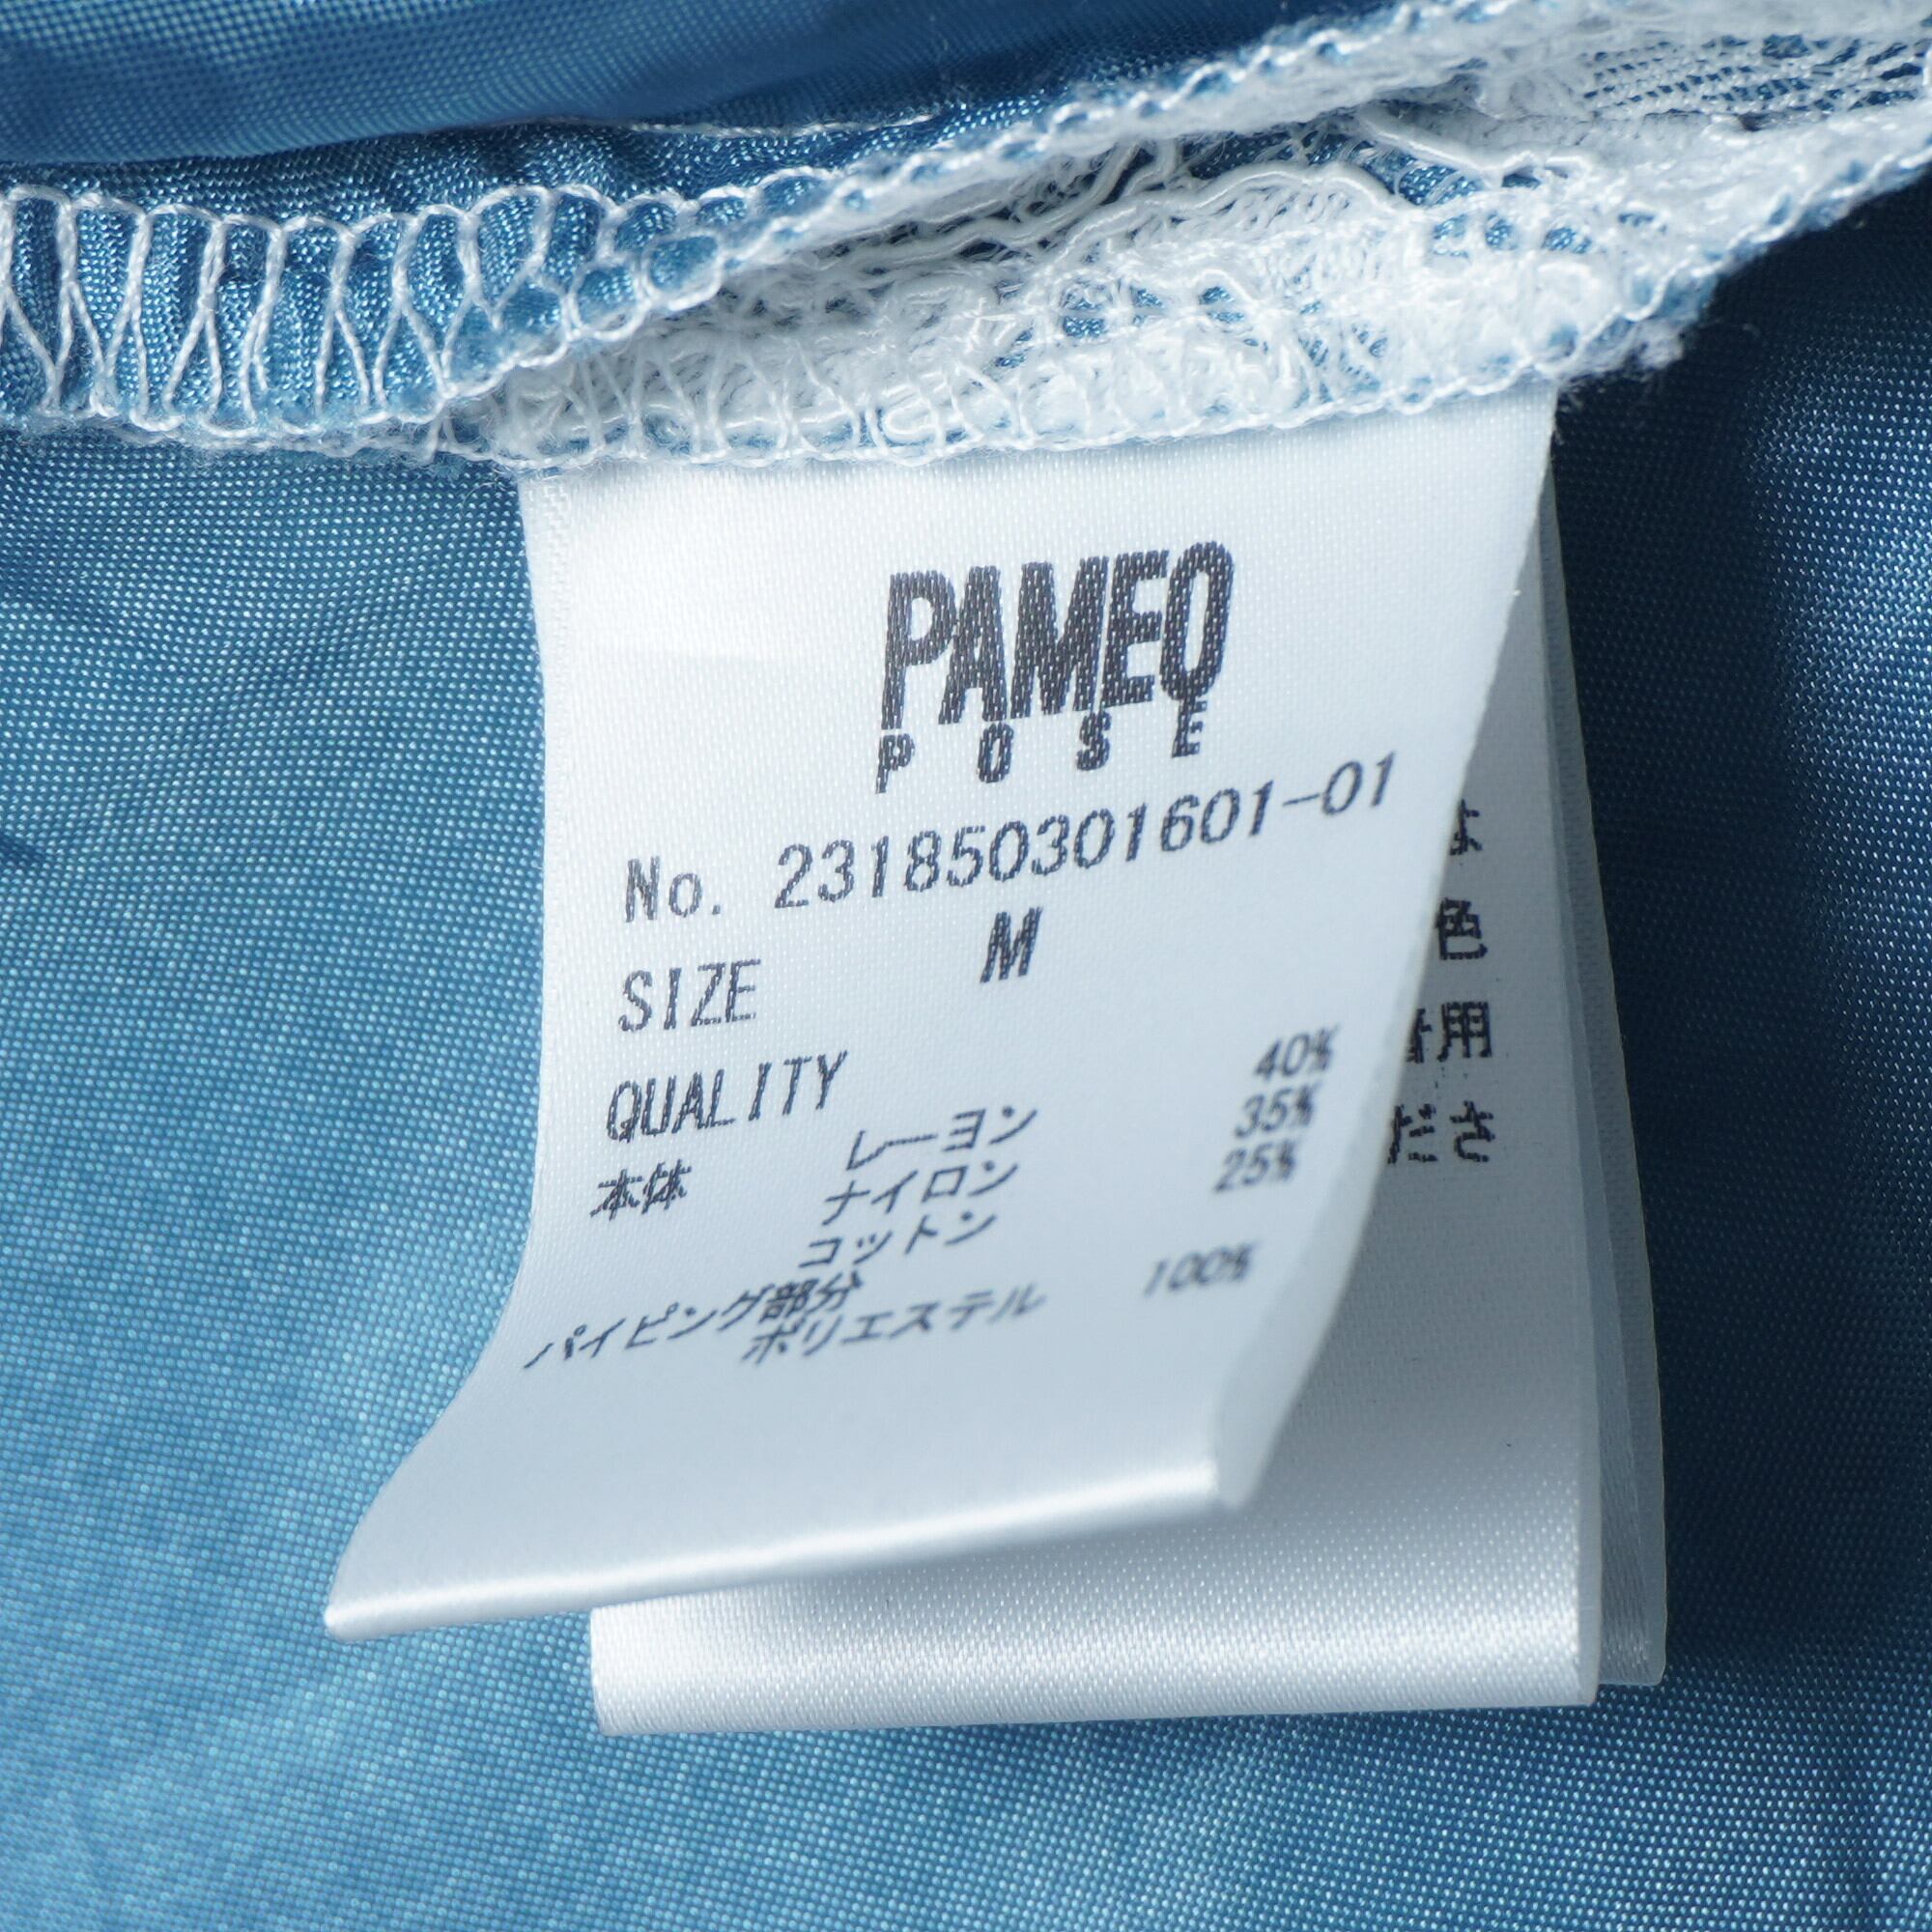 PAMEO
POSE
No. 231850301601-01
SIZE M
QUALITY
本体 レーヨン 40%
ナイロン 35%
コットン 25%
パイピング部分
ポリエステル 100%
色
用
ださ